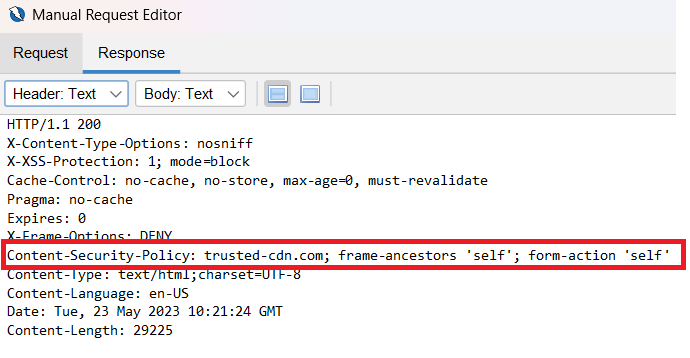 Manual Request Editor
Request Response
Header: Text Body: Text
HTTP/1.1 200
X-Content-Type-Options: nosniff
X-XSS-Protection: 1; mode=block
Cache-Control: no-cache, no-store, max-age=0, must-revalidate
Pragma: no-cache
Expires: 0
X-Frame-Options: DENY
Content-Security-Policy: trusted-cdn.com; frame-ancestors 'self'; form-action 'self'
Content-Type: text/html;charset=UTF-8
Content-Language: en-US
Date: Tue, 23 May 2023 10:21:24 GMT
Content-Length: 29225